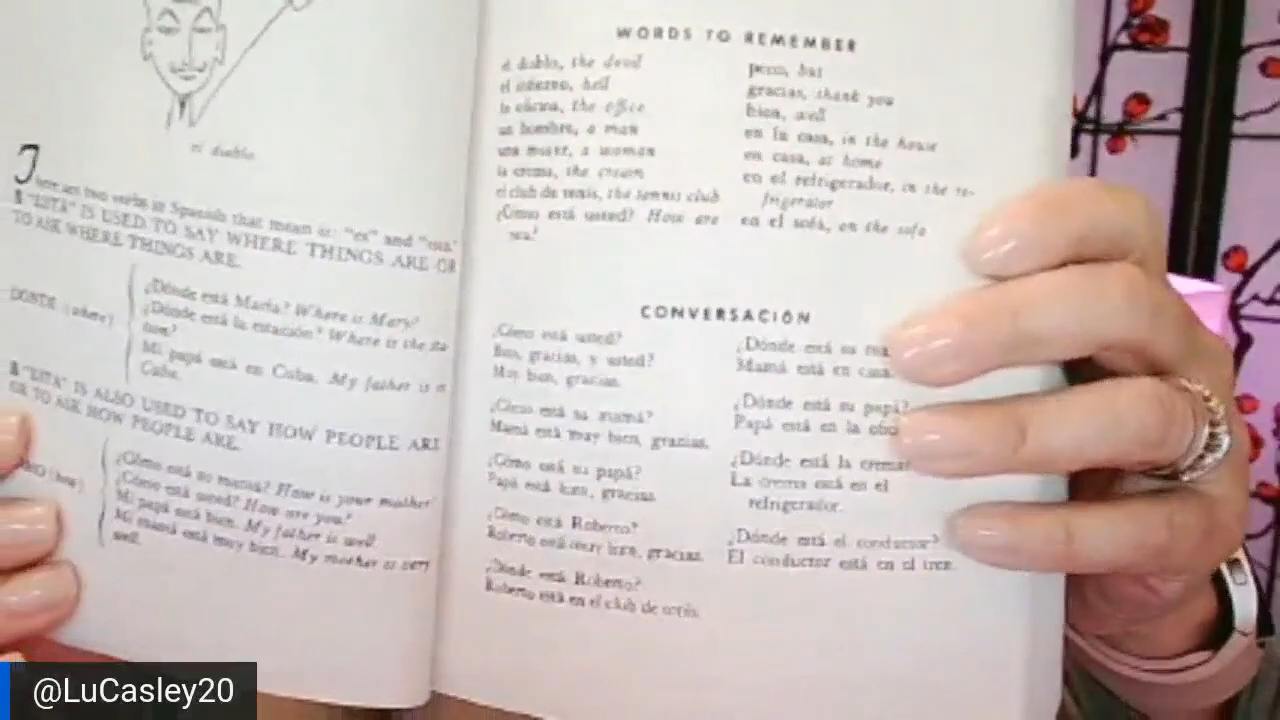 el diablo
There are two verbs in Spanish that mean is: "es" and "está"
"ESTÁ" IS USED TO SAY WHERE THINGS ARE OR
TO ASK WHERE THINGS ARE.
DÓNDE (where)
¿Dónde está María? Where is Mary?
¿Dónde está la estación? Where is the sta-
tion?
Mi papá está en Cuba. My father is in
Cuba.
"ESTÁ" IS ALSO USED TO SAY HOW PEOPLE ARE
OR TO ASK HOW PEOPLE ARE.
(how)
¿Cómo está su mamá? How is your mother?
¿Cómo está usted? How are you?
Mi papá está bien. My father is well.
Mi mamá está muy bien. My mother is very
well.
WORDS TO REMEMBER
el diablo, the devil
el infierno, hell
la oficina, the office
un hombre, a man
una mujer, a woman
la crema, the cream
el club de tenis, the tennis club
¿Cómo está usted? How are
you?
pero, but
gracias, thank you
bien, well
en la casa, in the house
en casa, at home
en el refrigerador, in the re-
frigerator
en el sofá, on the sofa
CONVERSACIÓN
¿Cómo está usted?
Bien, gracias, y usted?
Muy bien, gracias.
¿Cómo está su mamá?
Mamá está muy bien, gracias.
¿Cómo está su papá?
Papá está bien, gracias.
¿Cómo está Roberto?
Roberto está muy bien, gracias.
¿Dónde está Roberto?
Roberto está en el club de tenis.
¿Dónde está su ma
Mamá está en casa
¿Dónde está su papá?
Papá está en la ofic
¿Dónde está la crema
La crema está en el
refrigerador.
¿Dónde está el conductor?
El conductor está en el tren.
@LuCasley20